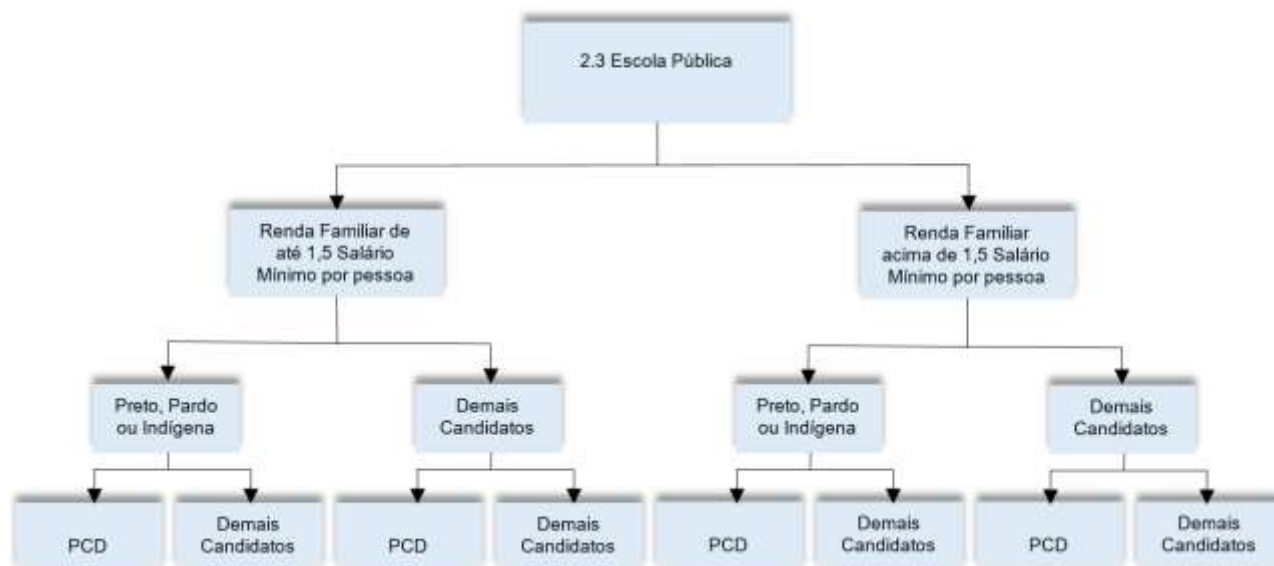 2.3 Escola Pública
Renda Familiar de
até 1,5 Salário
Mínimo por pessoa
Renda Familiar
acima de 1,5 Salário
Mínimo por pessoa
Preto, Pardo
ou Indígena
Demais
Candidatos
Preto, Pardo
ou Indígena
Demais
Candidatos
PCD
Demais
Candidatos
PCD
Demais
Candidatos
PCD
Demais
Candidatos
PCD
Demais
Candidatos